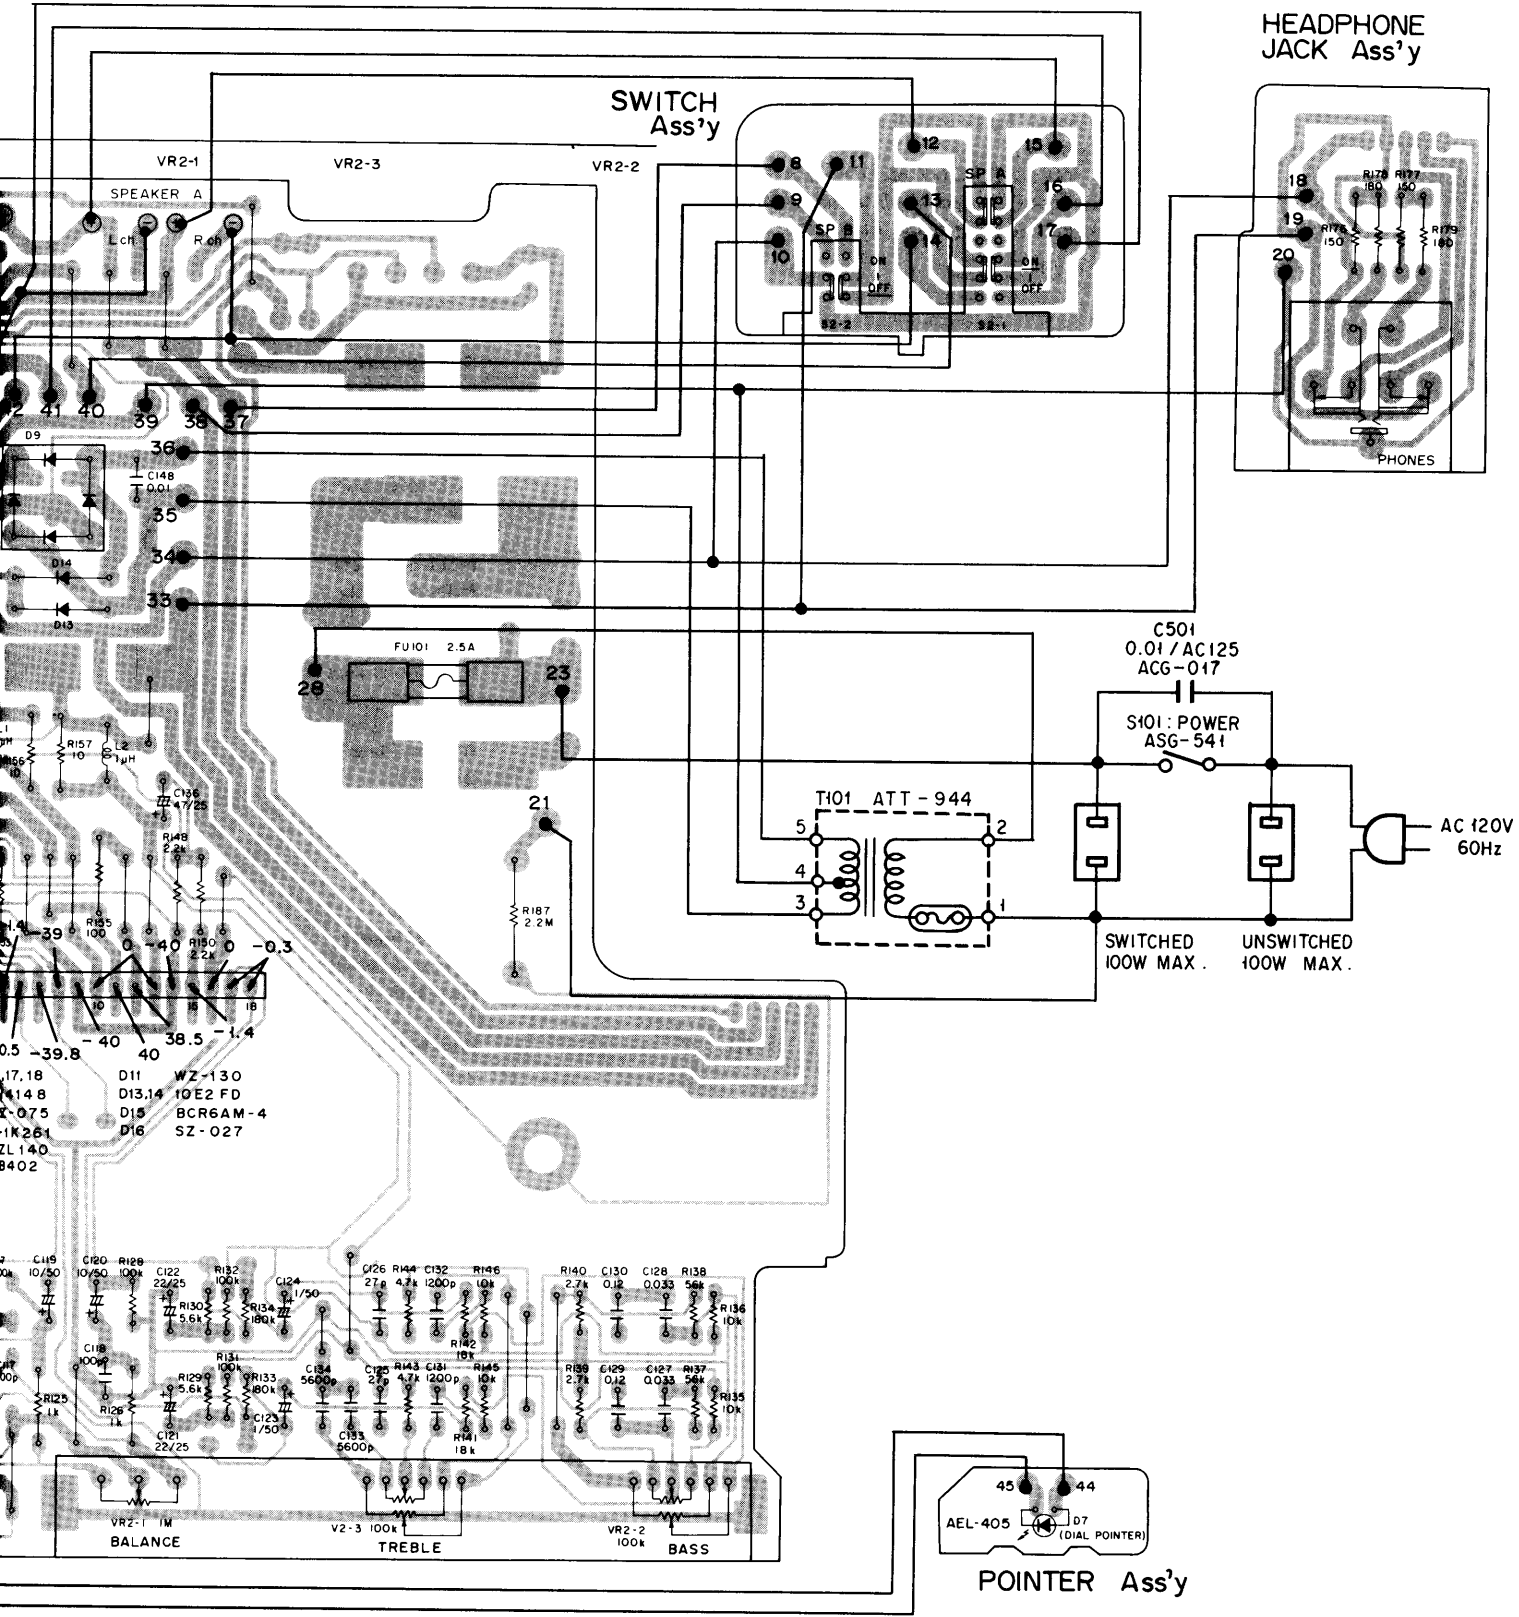 HEADPHONE
JACK Ass'y
SWITCH
Ass'y
VR2-1
VR2-3
VR2-2
SPEAKER A
L.ch
R.ch
8
11
12
15
SP A
9
13
16
10
SP B
14
17
ON
OFF
ON
OFF
S2-2
S2-1
18
R178
180
R177
150
19
R176
150
R179
180
20
PHONES
41
40
39
38
37
D9
36
C148
0.01
35
34
D14
33
D13
FU101 2.5A
28
23
C501
0.01/AC125
ACG-017
S101 : POWER
ASG-541
R157
10
L2
1μH
C136
47/25
R148
2.2k
21
T101 ATT-944
5
2
4
3
1
AC 120V
60Hz
R187
2.2M
R155
100
R150
2.2k
SWITCHED
100W MAX.
UNSWITCHED
100W MAX.
-39
0
-40
0
-0.3
10
15
18
-39.8
-40
40
38.5
-1.4
17,18
D11 WZ-130
D13,14 10E2 FD
D15 BCR6AM-4
D16 SZ-027
C119
10/50
C120
10/50
R128
100k
C122
22/25
R132
100k
C124
1/50
R130
5.6k
R134
180k
C126
27p
R144
4.7k
C132
1200p
R146
10k
R142
18k
R140
2.7k
C130
0.12
C128
0.033
R138
56k
R136
10k
C118
100p
R125
1k
R126
1k
R131
100k
R129
5.6k
R133
180k
C121
22/25
C123
1/50
C134
5600p
C125
27p
R143
4.7k
C131
1200p
R145
10k
C133
5600p
R141
18k
R139
2.7k
C129
0.12
C127
0.033
R137
56k
R135
10k
VR2-1 1M
BALANCE
V2-3 100k
TREBLE
VR2-2
100k
BASS
45
44
AEL-405
D7
(DIAL POINTER)
POINTER Ass'y